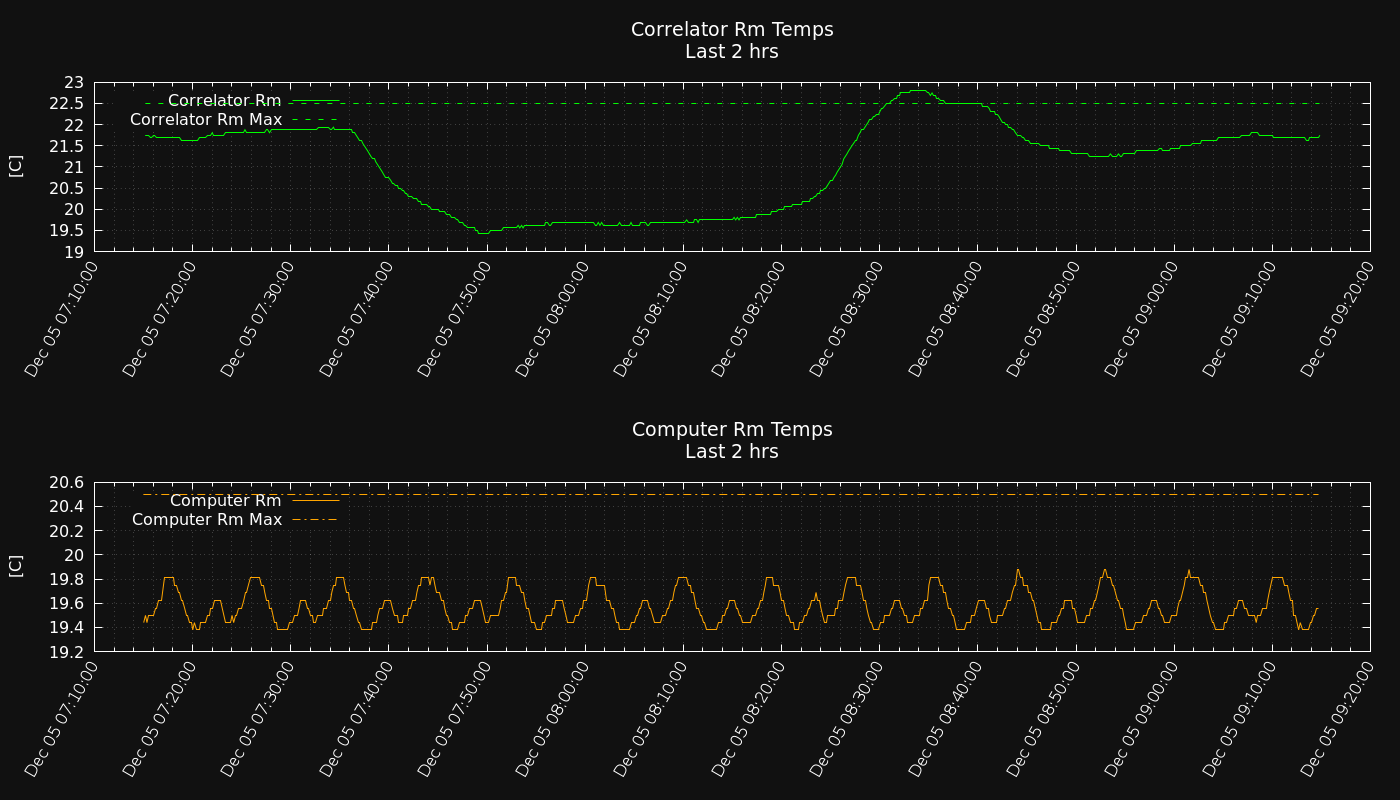 Correlator Rm Temps
Last 2 hrs
23
22.5
22
21.5
21
20.5
20
19.5
19
[C]
Correlator Rm
Correlator Rm Max
Dec 05 07:10:00
Dec 05 07:20:00
Dec 05 07:30:00
Dec 05 07:40:00
Dec 05 07:50:00
Dec 05 08:00:00
Dec 05 08:10:00
Dec 05 08:20:00
Dec 05 08:30:00
Dec 05 08:40:00
Dec 05 08:50:00
Dec 05 09:00:00
Dec 05 09:10:00
Dec 05 09:20:00
Computer Rm Temps
Last 2 hrs
20.6
20.4
20.2
20
19.8
19.6
19.4
19.2
[C]
Computer Rm
Computer Rm Max
Dec 05 07:10:00
Dec 05 07:20:00
Dec 05 07:30:00
Dec 05 07:40:00
Dec 05 07:50:00
Dec 05 08:00:00
Dec 05 08:10:00
Dec 05 08:20:00
Dec 05 08:30:00
Dec 05 08:40:00
Dec 05 08:50:00
Dec 05 09:00:00
Dec 05 09:10:00
Dec 05 09:20:00